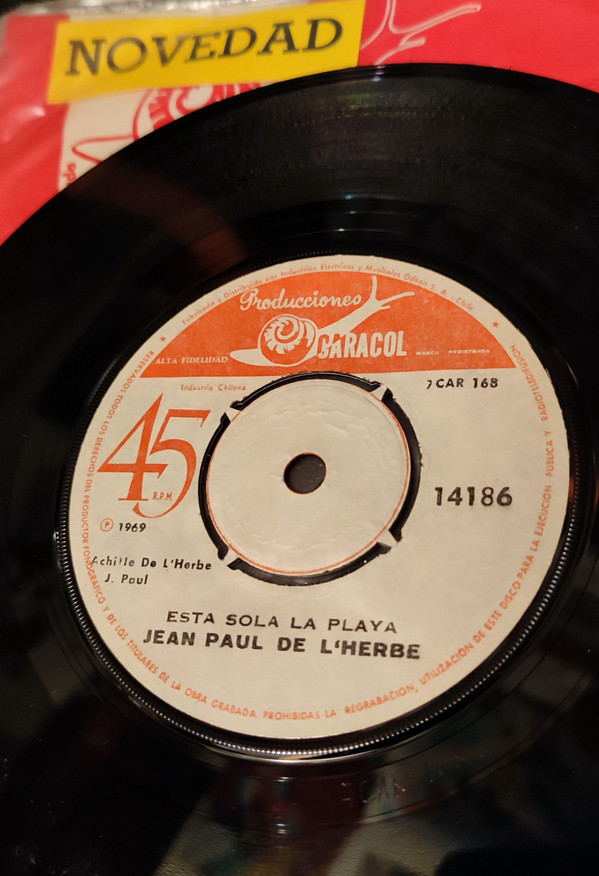 NOVEDAD
Fabricado y Distribuido por Industrias Eléctricas y Musicales Odeon S. A., Chile
Producciones
CARACOL
ALTA FIDELIDAD
MARCA REGISTRADA
Industria Chilena
7CAR 168
45
R.P.M.
14186
℗ 1969
Achille De L'Herbe
J. Paul
ESTA SOLA LA PLAYA
JEAN PAUL DE L'HERBE
RESERVADOS TODOS LOS DERECHOS DEL PRODUCTOR FONOGRAFICO Y DE LOS TITULARES DE LA OBRA GRABADA. PROHIBIDAS LA REGRABACION, UTILIZACION DE ESTE DISCO PARA LA EJECUCION PUBLICA Y RADIOTELEDIFUSION